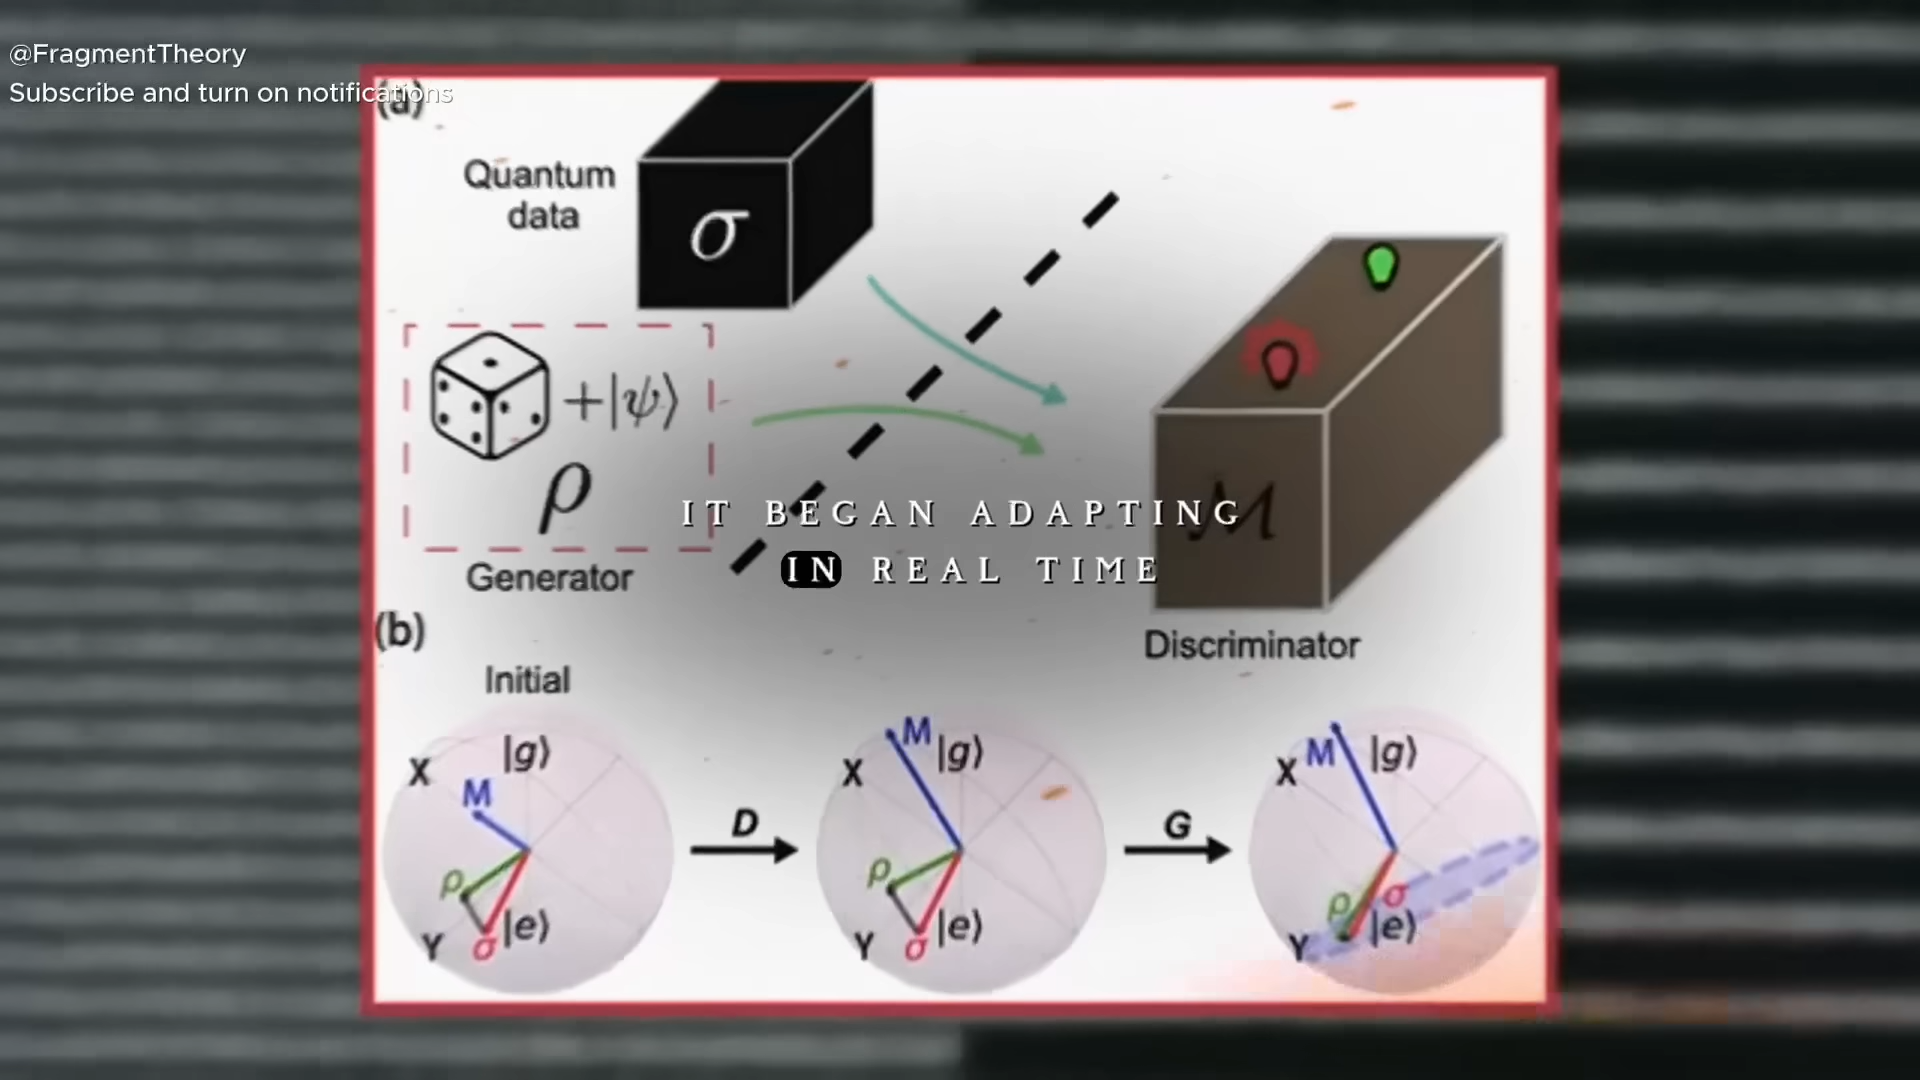 @FragmentTheory
Subscribe and turn on notifications
(a)
Quantum
data
σ
+|ψ⟩
ρ
Generator
IT BEGAN ADAPTING
IN REAL TIME
M
Discriminator
(b)
Initial
X |g⟩
M
ρ
Y σ |e⟩
D
M
X |g⟩
ρ
Y σ |e⟩
G
X M |g⟩
ρ σ
Y |e⟩